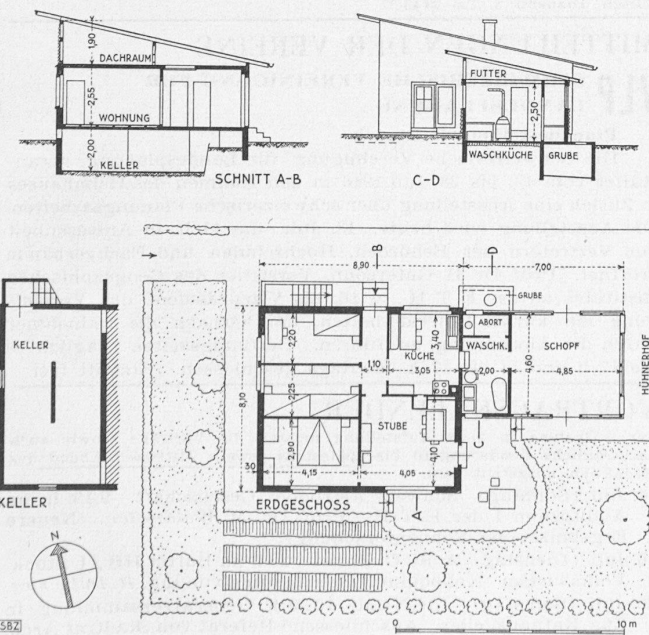 1,90
DACHRAUM
2,55
WOHNUNG
2,00
KELLER
SCHNITT A-B
FUTTER
2,50
WASCHKÜCHE
GRUBE
C-D
8,90
B
D
7,00
GRUBE
KELLER
2,20
KÜCHE
2,40
ABORT
WASCHK.
SCHOPF
4,60
1,10
3,05
2,00
4,85
HÜHNERHOF
8,10
2,25
STUBE
C
2,90
4,10
30
4,15
4,05
KELLER
ERDGESCHOSS
A
N
SBZ
0
5
10 m